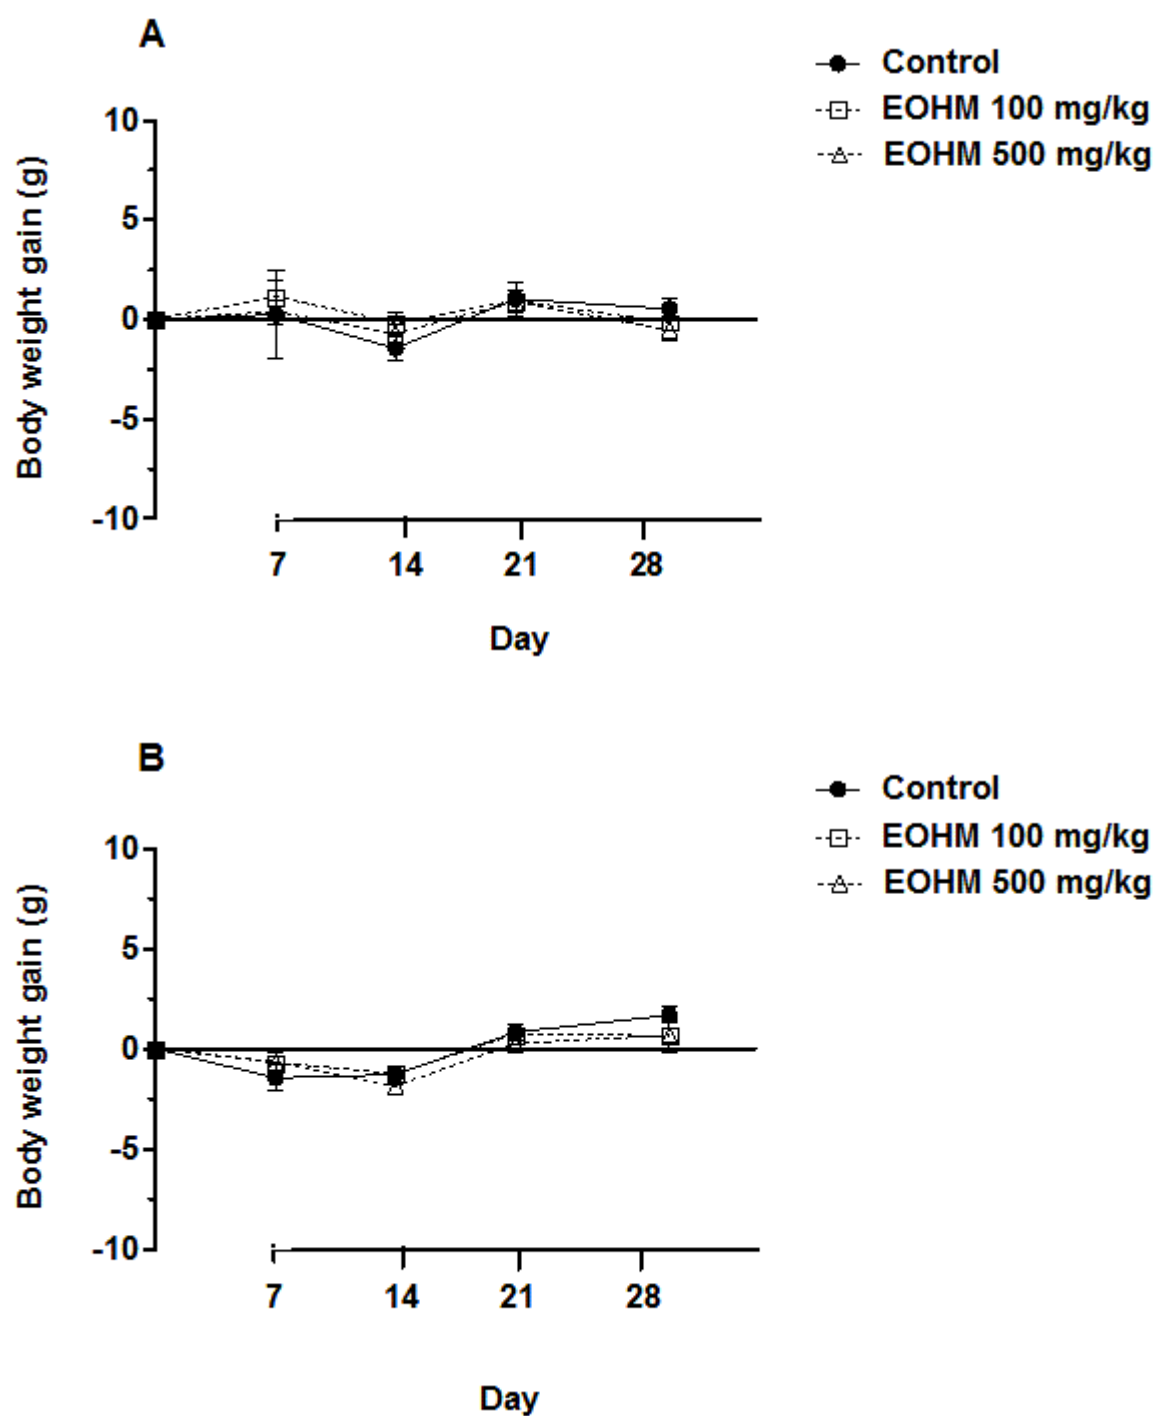 A
Control
EOHM 100 mg/kg
EOHM 500 mg/kg
Body weight gain (g)
10
5
0
-5
-10
7 14 21 28
Day
B
Control
EOHM 100 mg/kg
EOHM 500 mg/kg
Body weight gain (g)
10
5
0
-5
-10
7 14 21 28
Day